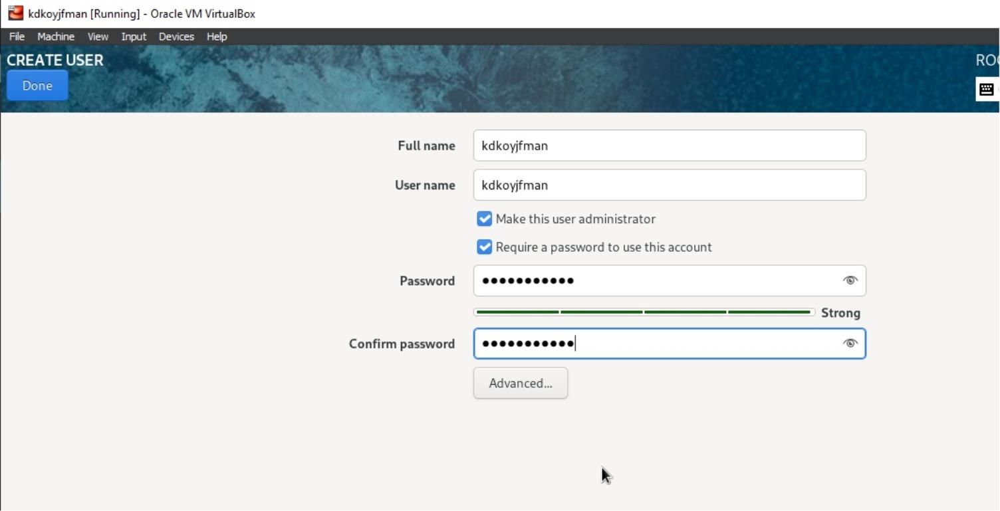 kdkoyjfman [Running] - Oracle VM VirtualBox
File Machine View Input Devices Help
CREATE USER
Done
Full name kdkoyjfman
User name kdkoyjfman
Make this user administrator
Require a password to use this account
Password ●●●●●●●●●●●
Strong
Confirm password ●●●●●●●●●●●
Advanced...